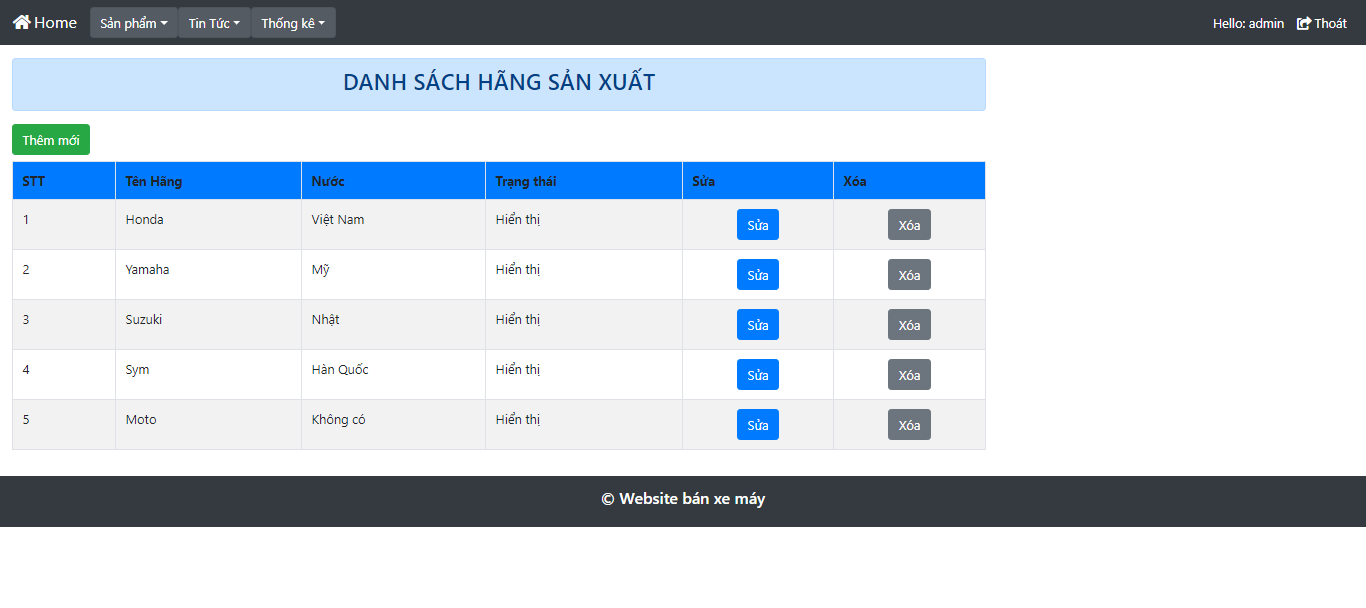 Home Sản phẩm Tin Tức Thống kê Hello: admin Thoát
DANH SÁCH HÃNG SẢN XUẤT
Thêm mới
STT Tên Hãng Nước Trạng thái Sửa Xóa
1 Honda Việt Nam Hiển thị Sửa Xóa
2 Yamaha Mỹ Hiển thị Sửa Xóa
3 Suzuki Nhật Hiển thị Sửa Xóa
4 Sym Hàn Quốc Hiển thị Sửa Xóa
5 Moto Không có Hiển thị Sửa Xóa
© Website bán xe máy